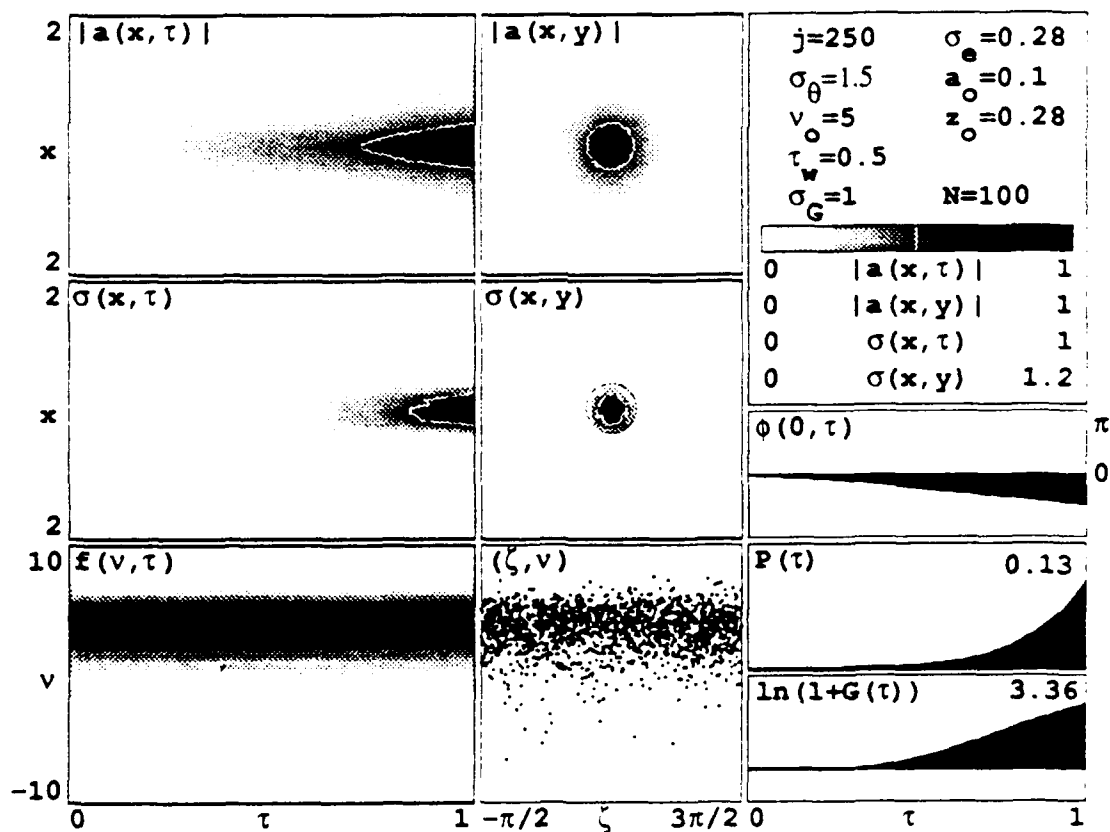 2
|a(x,τ)|
x
2
|a(x,y)|
j=250 σe=0.28
σθ=1.5 ao=0.1
νo=5 zo=0.28
τw=0.5
σG=1 N=100
0 |a(x,τ)| 1
0 |a(x,y)| 1
0 σ(x,τ) 1
0 σ(x,y) 1.2
2
σ(x,τ)
x
2
σ(x,y)
ϕ(0,τ) π
0
10
f(ν,τ)
ν
-10
0 τ 1
(ζ,ν)
-π/2 ζ 3π/2
P(τ) 0.13
ln(1+G(τ)) 3.36
0 τ 1